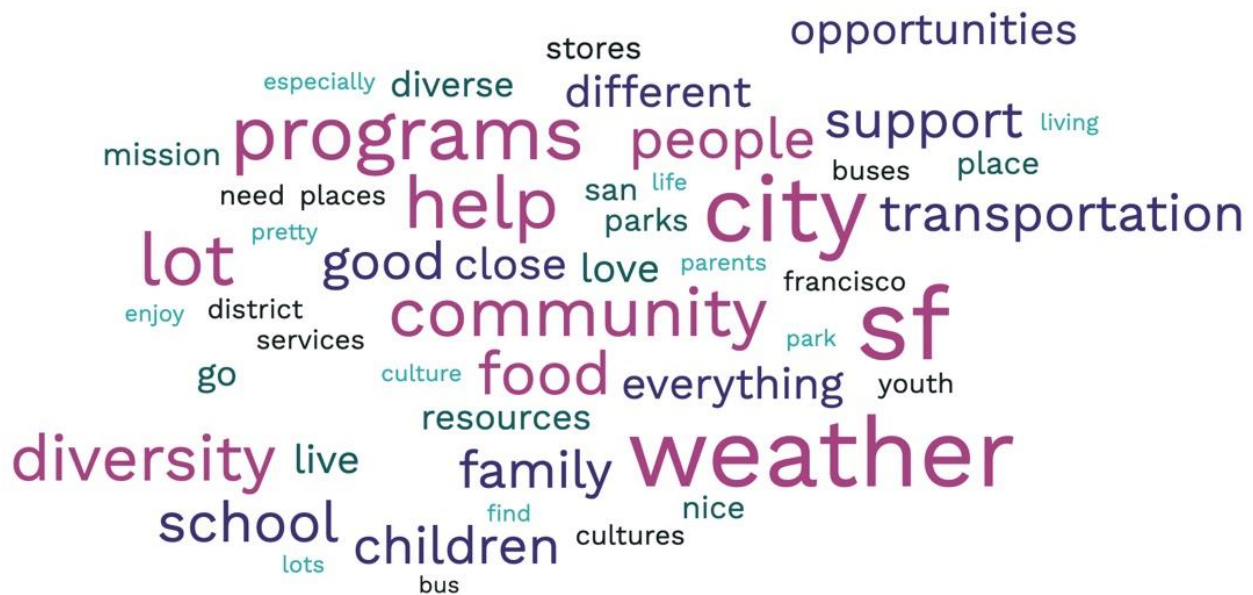 opportunities
stores
especially diverse different
programs people support living
mission buses place
need places help san life city transportation
parks
lot pretty good close love parents francisco
enjoy district community sf
services park
go culture food everything youth
resources
diversity live family weather
school find nice
children cultures
lots
bus